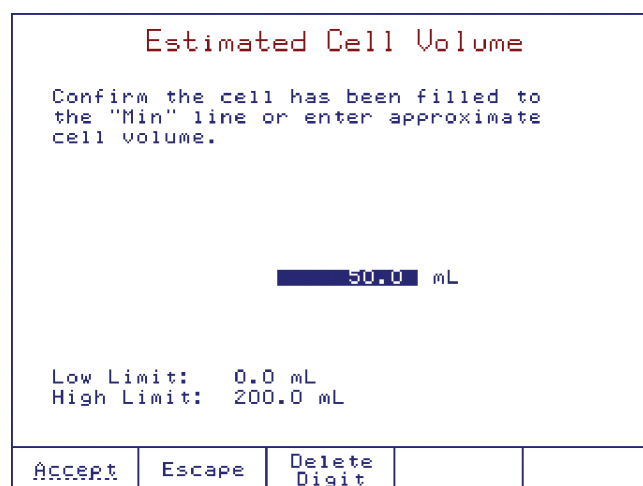 Estimated Cell Volume
Confirm the cell has been filled to
the "Min" line or enter approximate
cell volume.
50.0 mL
Low Limit: 0.0 mL
High Limit: 200.0 mL
Accept
Escape
Delete
Digit